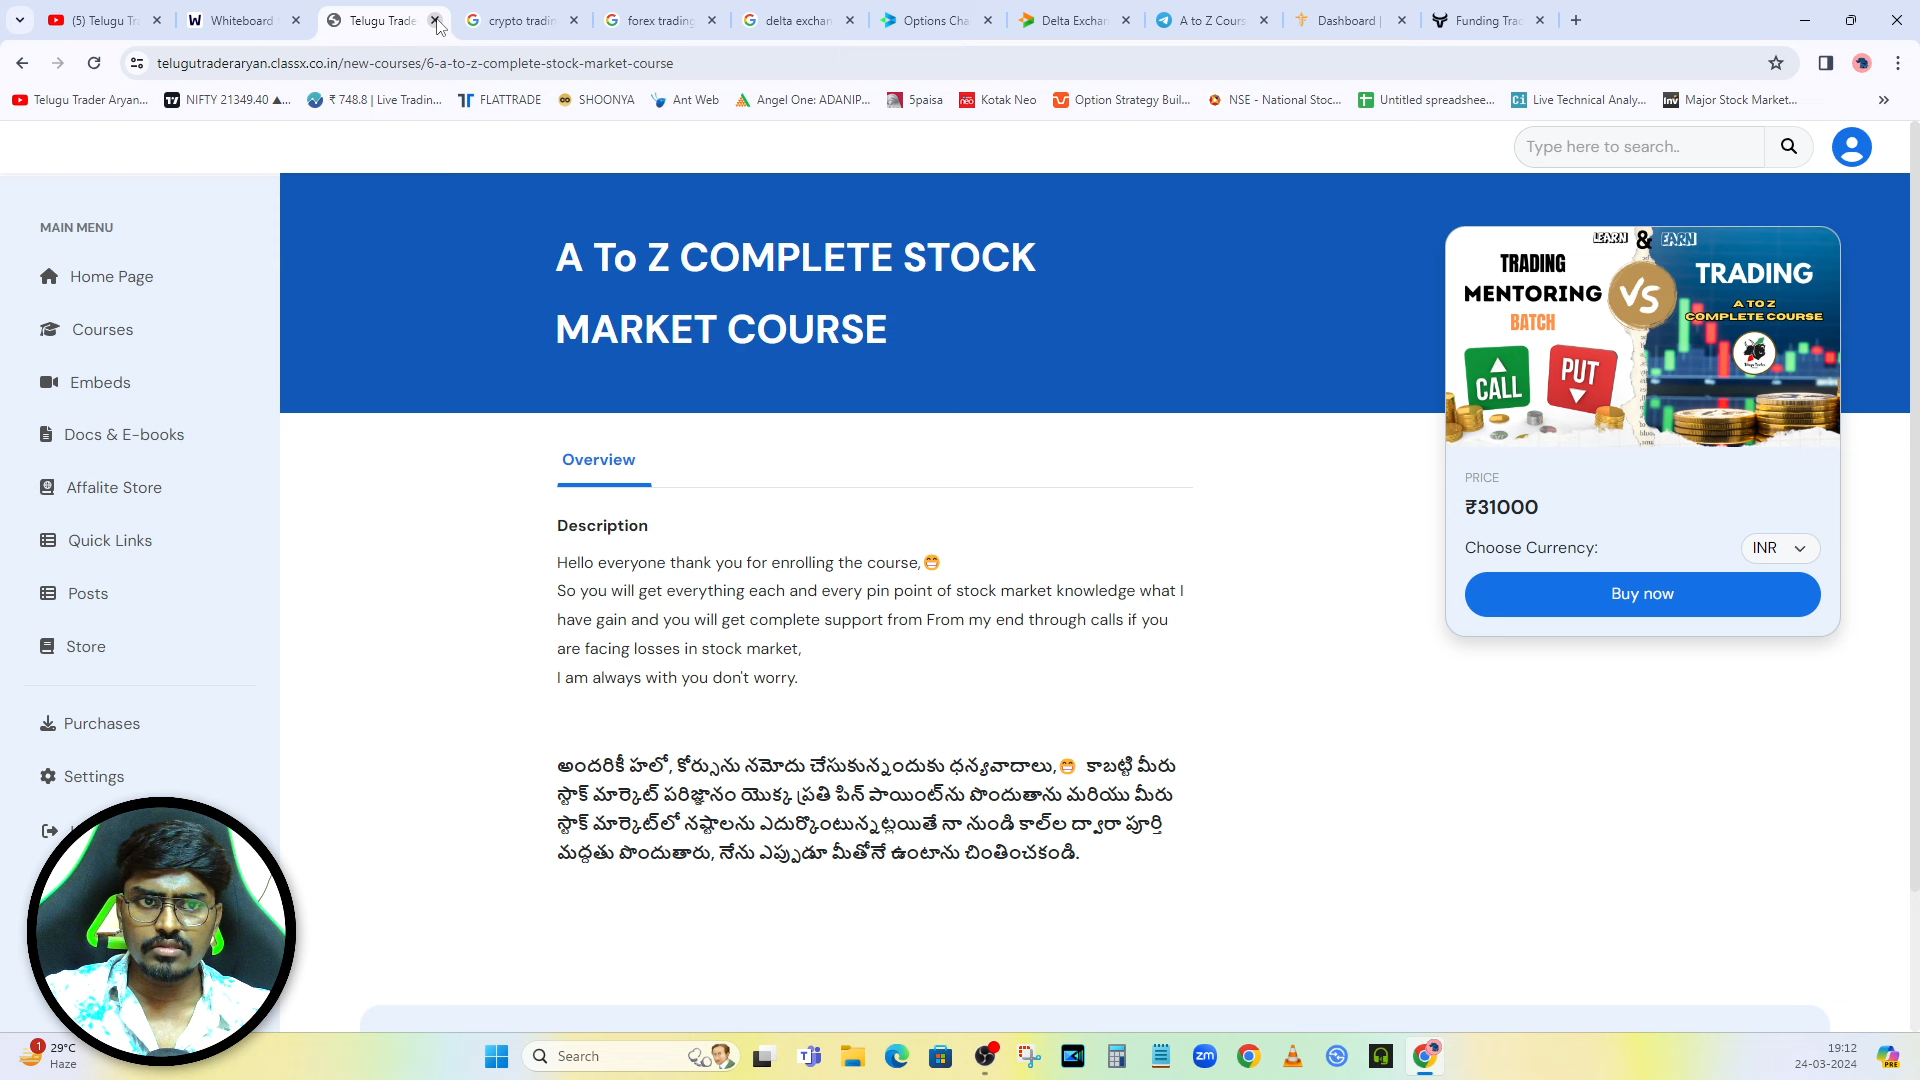 (5) Telugu Tr
Whiteboard
Telugu Trade
crypto tradin
forex trading
delta exchan
Options Cha
Delta Exchan
A to Z Cours
Dashboard |
Funding Trac
telugutraderaryan.classx.co.in/new-courses/6-a-to-z-complete-stock-market-course
Telugu Trader Aryan...
NIFTY 21349.40 ▲...
₹ 748.8 | Live Tradin...
FLATTRADE
SHOONYA
Ant Web
Angel One: ADANIP...
5paisa
Kotak Neo
Option Strategy Buil...
NSE - National Stoc...
Untitled spreadshee...
Live Technical Analy...
Major Stock Market...
Type here to search..
MAIN MENU
Home Page
Courses
Embeds
Docs & E-books
Affalite Store
Quick Links
Posts
Store
Purchases
Settings
A To Z COMPLETE STOCK
MARKET COURSE
Overview
Description
Hello everyone thank you for enrolling the course,😁
So you will get everything each and every pin point of stock market knowledge what I
have gain and you will get complete support from From my end through calls if you
are facing losses in stock market,
I am always with you don't worry.
అందరికీ హలో, కోర్సును నమోదు చేసుకున్నందుకు ధన్యవాదాలు,😁 కాబట్టి మీరు
స్టాక్ మార్కెట్ పరిజ్ఞానం యొక్క ప్రతి పిన్ పాయింట్‌ను పొందుతాను మరియు మీరు
స్టాక్ మార్కెట్‌లో నష్టాలను ఎదుర్కొంటున్నట్లయితే నా నుండి కాల్‌ల ద్వారా పూర్తి
మద్దతు పొందుతారు, నేను ఎప్పుడూ మీతోనే ఉంటాను చింతించకండి.
LEARN & EARN
TRADING
MENTORING
BATCH
VS
TRADING
A TO Z
COMPLETE COURSE
CALL
PUT
PRICE
₹31000
Choose Currency:
INR
Buy now
1
29°C
Haze
Search
zm
19:12
24-03-2024
PRE